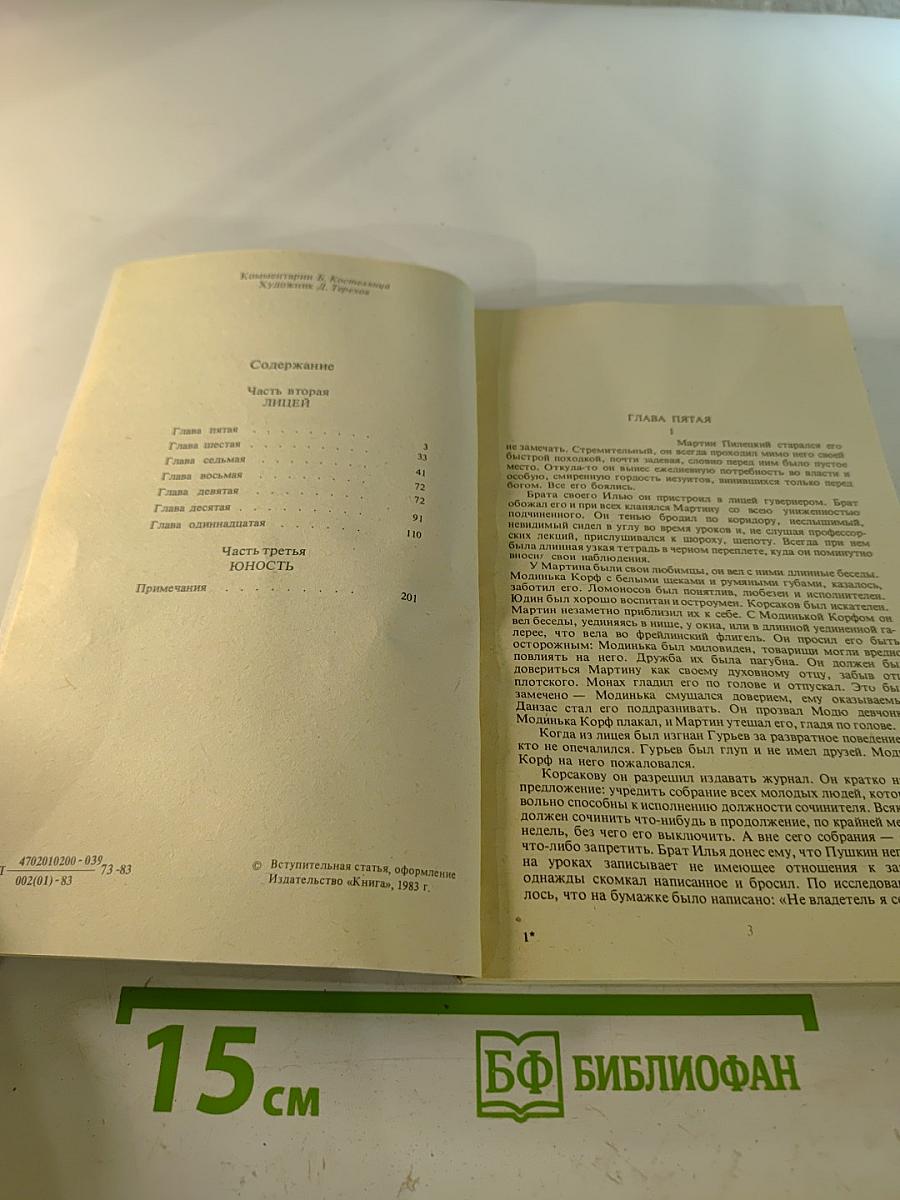 Комментарии Б. Костелянца
Художник Д. Терехов
Содержание
Часть вторая
ЛИЦЕЙ
Глава пятая . . . . . . . . 3
Глава шестая . . . . . . . . 33
Глава седьмая . . . . . . . . 41
Глава восьмая . . . . . . . . 72
Глава девятая . . . . . . . . 72
Глава десятая . . . . . . . . 91
Глава одиннадцатая . . . . . . 110
Часть третья
ЮНОСТЬ
Примечания . . . . . . . . 201
4702010200 - 039
002(01) - 83
73 -83
© Вступительная статья, оформление
Издательство «Книга», 1983 г.
ГЛАВА ПЯТАЯ
1
Мартин Пилецкий старался его
не замечать. Стремительный, он всегда проходил мимо него своей
быстрой походкой, почти задевая, словно перед ним было пустое
место. Откуда-то он вынес ежедневную потребность во власти и
особую, смиренную гордость иезуитов, винившихся только перед
богом. Все его боялись.
Брата своего Илью он пристроил в лицей гувернером. Брат
обожал его и при всех кланялся Мартину со всею униженностью
подчиненного. Он тенью бродил по коридору, неслышимый,
невидимый сидел в углу во время уроков и, не слушая профессор-
ских лекций, прислушивался к шороху, шепоту. Всегда при нем
была длинная узкая тетрадь в черном переплете, куда он поминутно
вносил свои наблюдения.
У Мартина были свои любимцы, он вел с ними длинные беседы.
Модинька Корф с белыми щеками и румяными губами, казалось,
заботил его. Ломоносов был понятлив, любезен и исполнителен.
Юдин был хорошо воспитан и остроумен. Корсаков был искателен.
Мартин незаметно приблизил их к себе. С Модинькой Корфом он
вел беседы, уединяясь в нише, у окна, или в длинной уединенной га-
лерее, что вела во фрейлинский флигель. Он просил его быть
осторожным: Модинька был миловиден, товарищи могли вредно
повлиять на него. Дружба их была пагубна. Он должен бы
довериться Мартину как своему духовному отцу, забыв отц
плотского. Монах гладил его по голове и отпускал. Это бы
замечено — Модинька смущался доверием, ему оказываемы
Данзас стал его поддразнивать. Он прозвал Модю девчонк
Модинька Корф плакал, и Мартин утешал его, гладя по голове.
Когда из лицея был изгнан Гурьев за развратное поведение
кто не опечалился. Гурьев был глуп и не имел друзей. Мод
Корф на него пожаловался.
Корсакову он разрешил издавать журнал. Он кратко н
предложение: учредить собрание всех молодых людей, кото
вольно способны к исполнению должности сочинителя. Всяк
должен сочинить что-нибудь в продолжение, по крайней ме
недель, без чего его выключить. А вне сего собрания —
что-либо запретить. Брат Илья донес ему, что Пушкин неп
на уроках записывает не имеющее отношения к за
однажды скомкал написанное и бросил. По исследова
лось, что на бумажке было написано: «Не владетель я се
1*
3
15 см
БФ БИБЛИОФАН